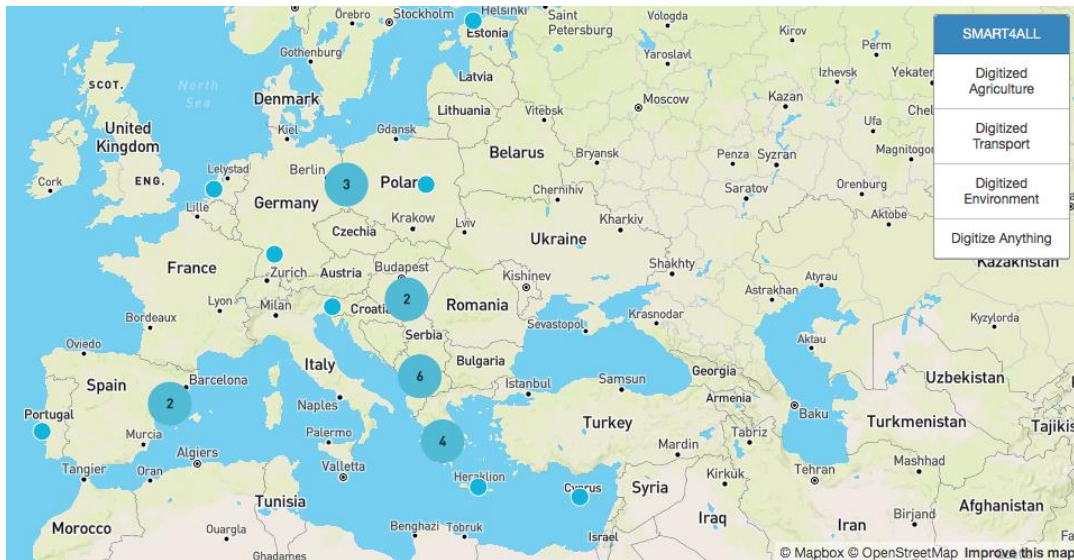 Helsinki
Stockholm
Örebro
Saint
Petersburg
Vologda
Kirov
Perm
Estonia
Yaroslavl
Gothenburg
SCOT.
North
Sea
Latvia
Izhevsk
Yekater
Denmark
Lithuania
Vitebsk
Moscow
Kazan
Chel
United
Kingdom
Kiel
Gdansk
Ufa
Magnitogor
Belarus
Bryansk
Penza
Syzran
Cork
ENG.
Lelystad
Berlin
3
Polan
Chernihiv
Saratov
Orenburg
Lille
Germany
Aktobe
Krakow
Lviv
Kharkiv
Czechia
Ukraine
France
Zurich
Austria
Budapest
Kishinev
Shakhty
Atyrau
Kazakhstan
Astrakhan
Lyon
Milan
Croatia
2
Romania
Bordeaux
Sevastopol
Krasnodar
Kyzylorda
Serbia
Aktau
Oviedo
Italy
6
Bulgaria
Georgia
Uzbekistan
Spain
Barcelona
Istanbul
Samsun
Armenia
2
Naples
Baku
Portugal
Turkey
Turkmenistan
Murcia
Palermo
4
Mardin
Tabriz
Tajikis
Tangier
Oran
Algiers
Valletta
Heraklion
Cyprus
Syria
Kirkuk
Tehran
Mashhad
Tunisia
Afghanistan
Morocco
Ouargla
Benghazi
Tobruk
Israel
Iraq
Iran
Birjand
Ghadames
SMART4ALL
Digitized
Agriculture
Digitized
Transport
Digitized
Environment
Digitize Anything
© Mapbox © OpenStreetMap Improve this map